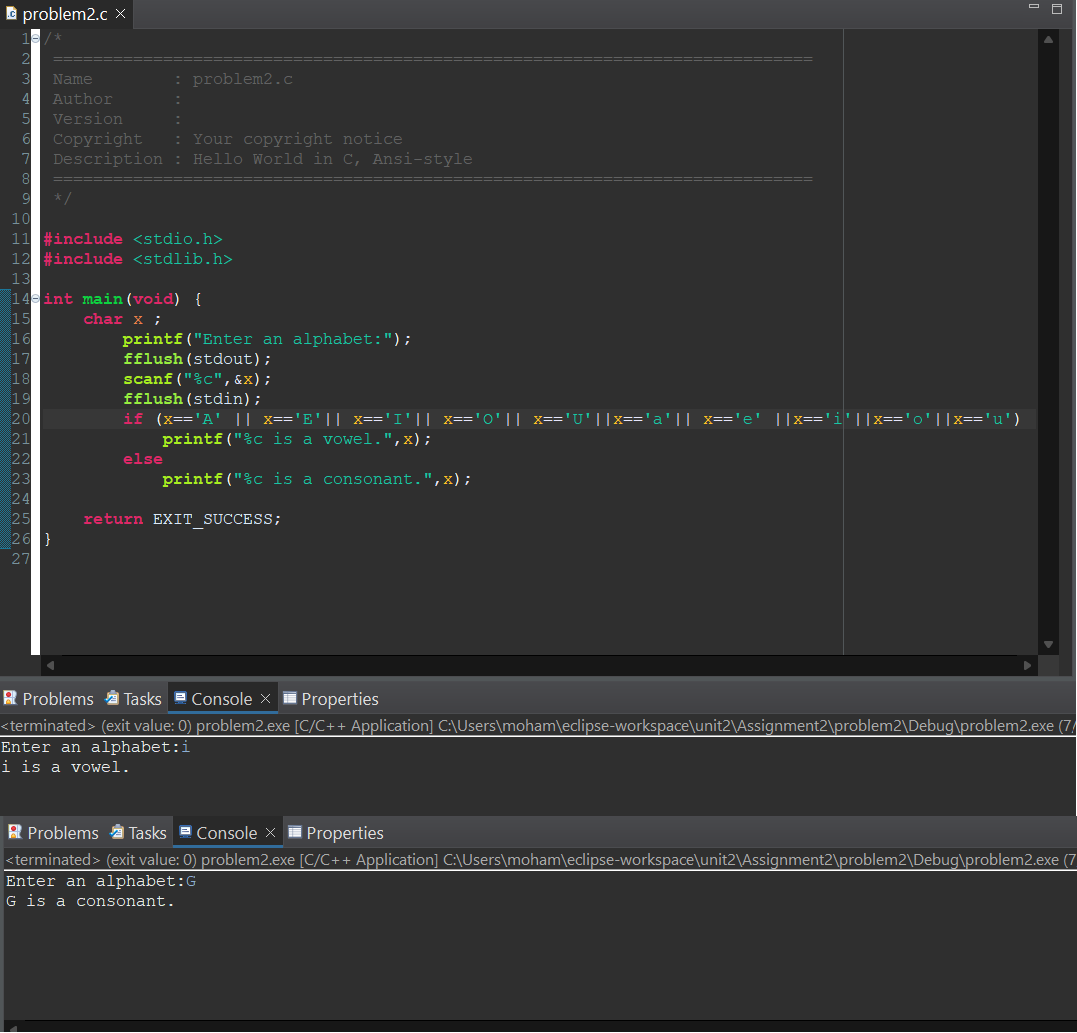 problem2.c
1 /*
2 ============================================================================
3 Name        : problem2.c
4 Author      :
5 Version     :
6 Copyright   : Your copyright notice
7 Description : Hello World in C, Ansi-style
8 ============================================================================
9 */
10
11 #include <stdio.h>
12 #include <stdlib.h>
13
14 int main(void) {
15     char x ;
16         printf("Enter an alphabet:");
17         fflush(stdout);
18         scanf("%c",&x);
19         fflush(stdin);
20         if (x=='A' || x=='E'|| x=='I'|| x=='O'|| x=='U'||x=='a'|| x=='e' ||x=='i'||x=='o'||x=='u')
21             printf("%c is a vowel.",x);
22         else
23             printf("%c is a consonant.",x);
24
25     return EXIT_SUCCESS;
26 }
27
Problems Tasks Console Properties
<terminated> (exit value: 0) problem2.exe [C/C++ Application] C:\Users\moham\eclipse-workspace\unit2\Assignment2\problem2\Debug\problem2.exe (7/
Enter an alphabet:i
i is a vowel.
Problems Tasks Console Properties
<terminated> (exit value: 0) problem2.exe [C/C++ Application] C:\Users\moham\eclipse-workspace\unit2\Assignment2\problem2\Debug\problem2.exe (7
Enter an alphabet:G
G is a consonant.